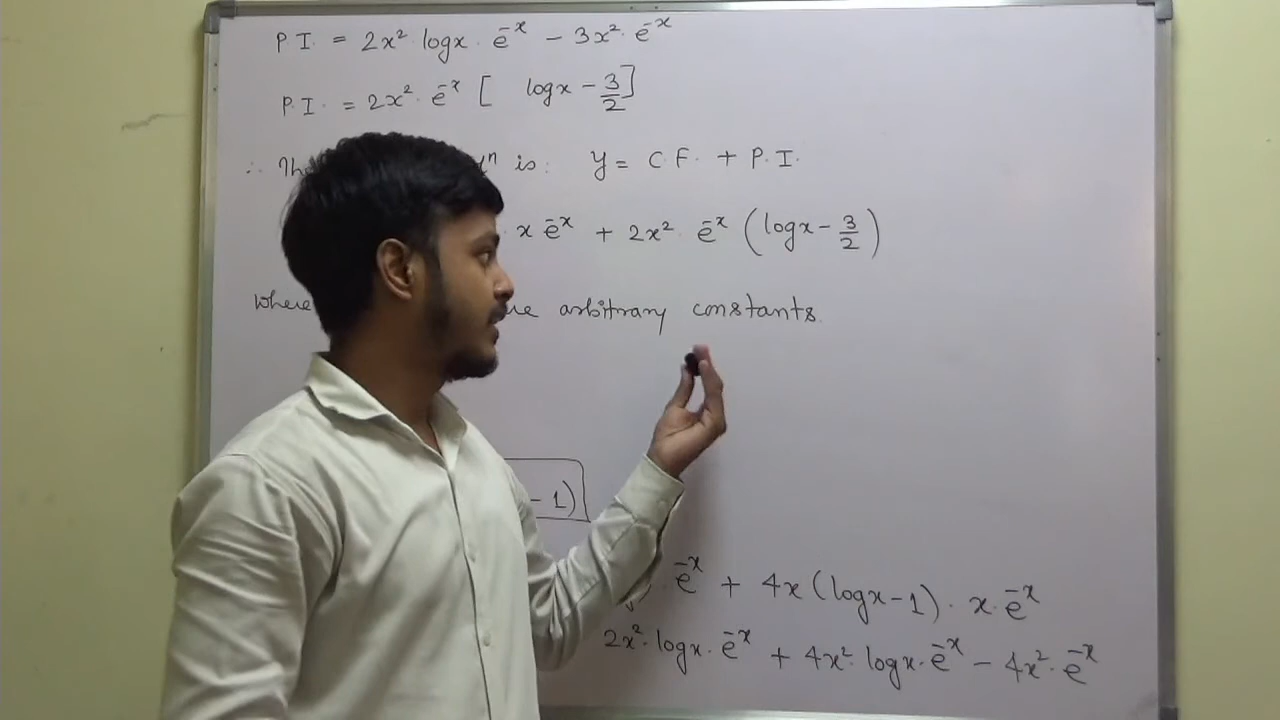 P.I. = 2x² logx · e⁻ˣ − 3x² · e⁻ˣ
P.I. = 2x² · e⁻ˣ [ logx − 3/2]
∴ is: y = C.F. + P.I.
x e⁻ˣ + 2x² · e⁻ˣ (logx − 3/2)
Where arbitrary constants.
− 1)
· e⁻ˣ + 4x (logx−1) · x · e⁻ˣ
2x² · logx · e⁻ˣ + 4x² · logx · e⁻ˣ − 4x² · e⁻ˣ